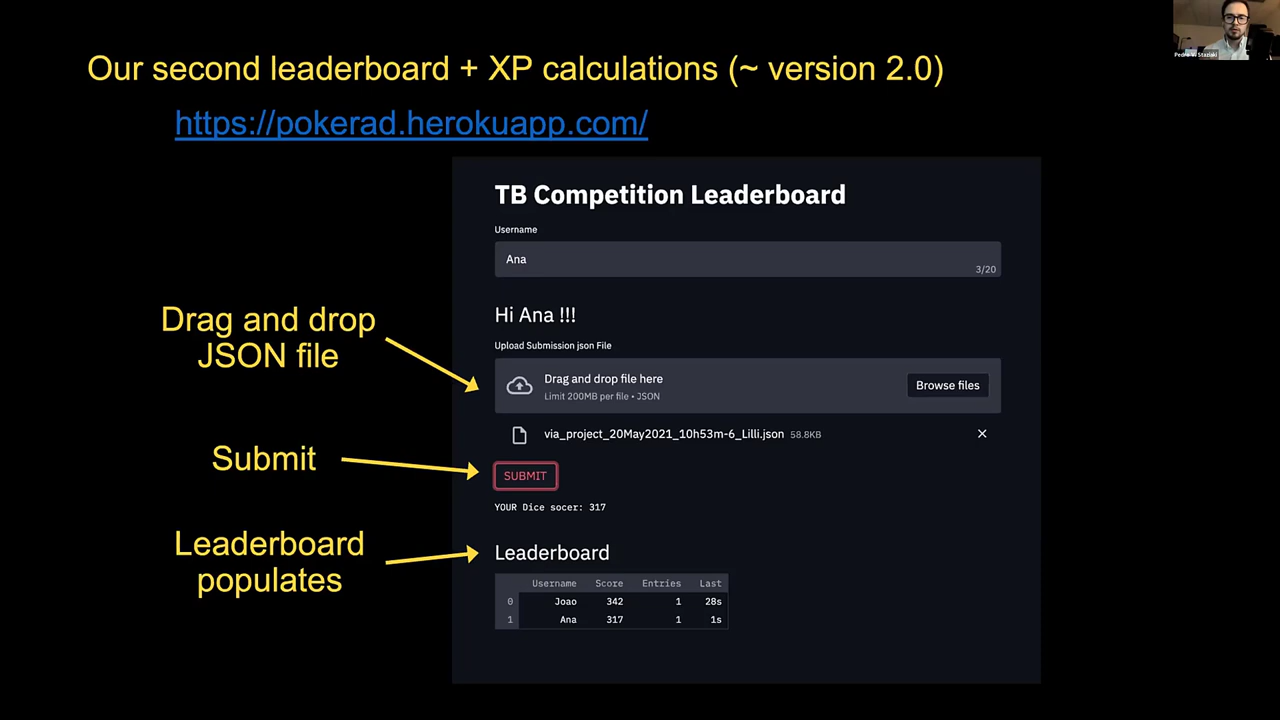 Our second leaderboard + XP calculations (~ version 2.0)
https://pokerad.herokuapp.com/
TB Competition Leaderboard
Username
Ana
3/20
Hi Ana !!!
Drag and drop
JSON file
Upload Submission json File
Drag and drop file here
Limit 200MB per file • JSON
Browse files
via_project_20May2021_10h53m-6_Lilli.json 58.8KB
Submit
SUBMIT
YOUR Dice socer: 317
Leaderboard
populates
Leaderboard
Username Score Entries Last
0 Joao 342 1 28s
1 Ana 317 1 1s